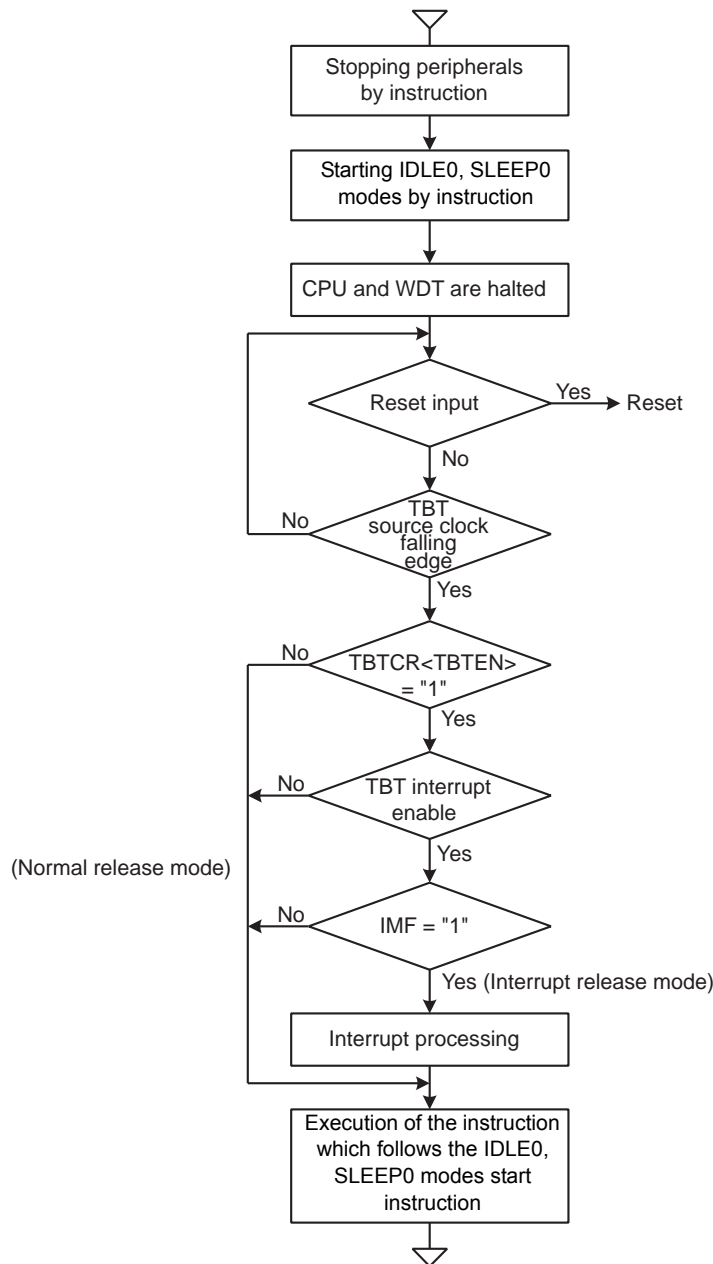 Stopping peripherals
by instruction
Starting IDLE0, SLEEP0
modes by instruction
CPU and WDT are halted
Reset input
Yes
Reset
No
TBT
source clock
falling
edge
No
Yes
TBTCR<TBTEN>
= "1"
No
Yes
TBT interrupt
enable
No
Yes
(Normal release mode)
IMF = "1"
No
Yes (Interrupt release mode)
Interrupt processing
Execution of the instruction
which follows the IDLE0,
SLEEP0 modes start
instruction